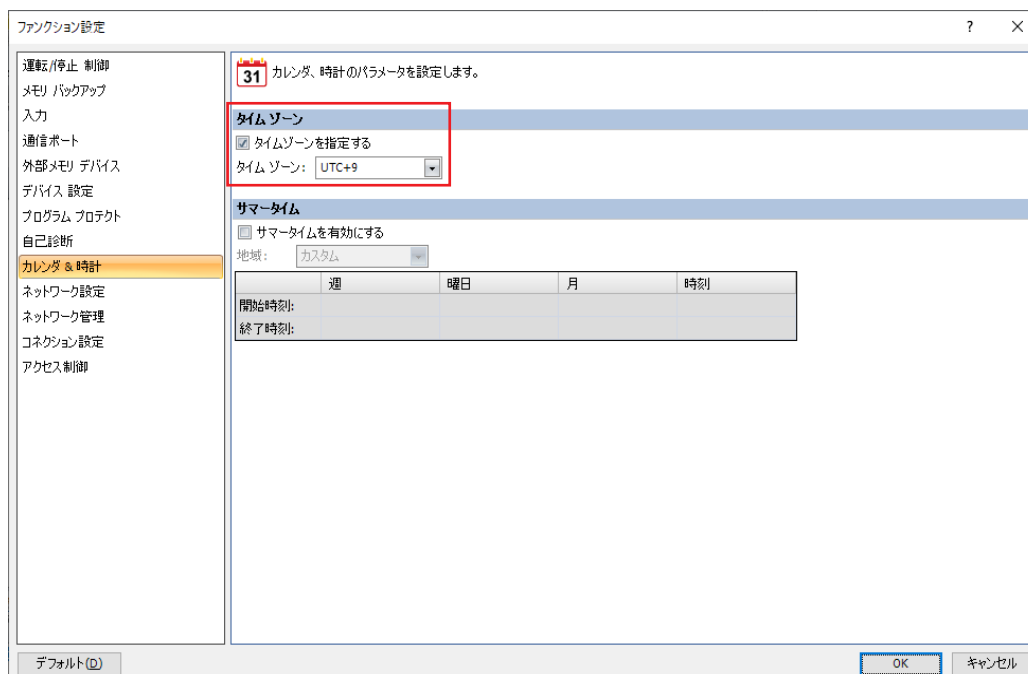 ファンクション設定
?
運転/停止 制御
メモリ バックアップ
入力
通信ポート
外部メモリ デバイス
デバイス 設定
プログラム プロテクト
自己診断
カレンダ & 時計
ネットワーク設定
ネットワーク管理
コネクション設定
アクセス制御
31 カレンダ、時計のパラメータを設定します。
タイム ゾーン
タイムゾーンを指定する
タイム ゾーン: UTC+9
サマータイム
サマータイムを有効にする
地域: カスタム
週 曜日 月 時刻
開始時刻:
終了時刻:
デフォルト(D) OK キャンセル